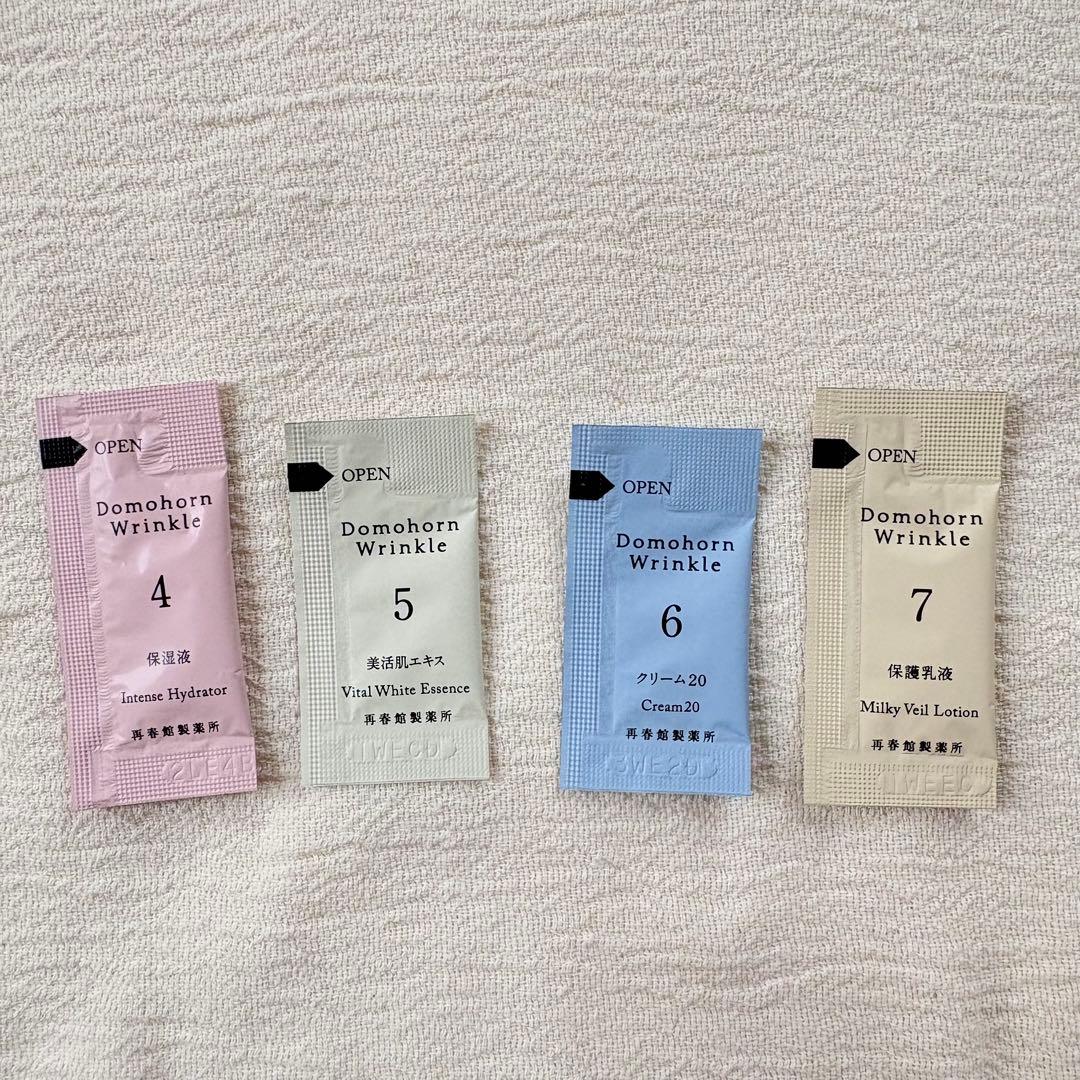 OPEN
Domohorn
Wrinkle
4
保湿液
Intense Hydrator
再春館製薬所
OPEN
Domohorn
Wrinkle
5
美活肌エキス
Vital White Essence
再春館製薬所
OPEN
Domohorn
Wrinkle
6
クリーム20
Cream20
再春館製薬所
OPEN
Domohorn
Wrinkle
7
保護乳液
Milky Veil Lotion
再春館製薬所